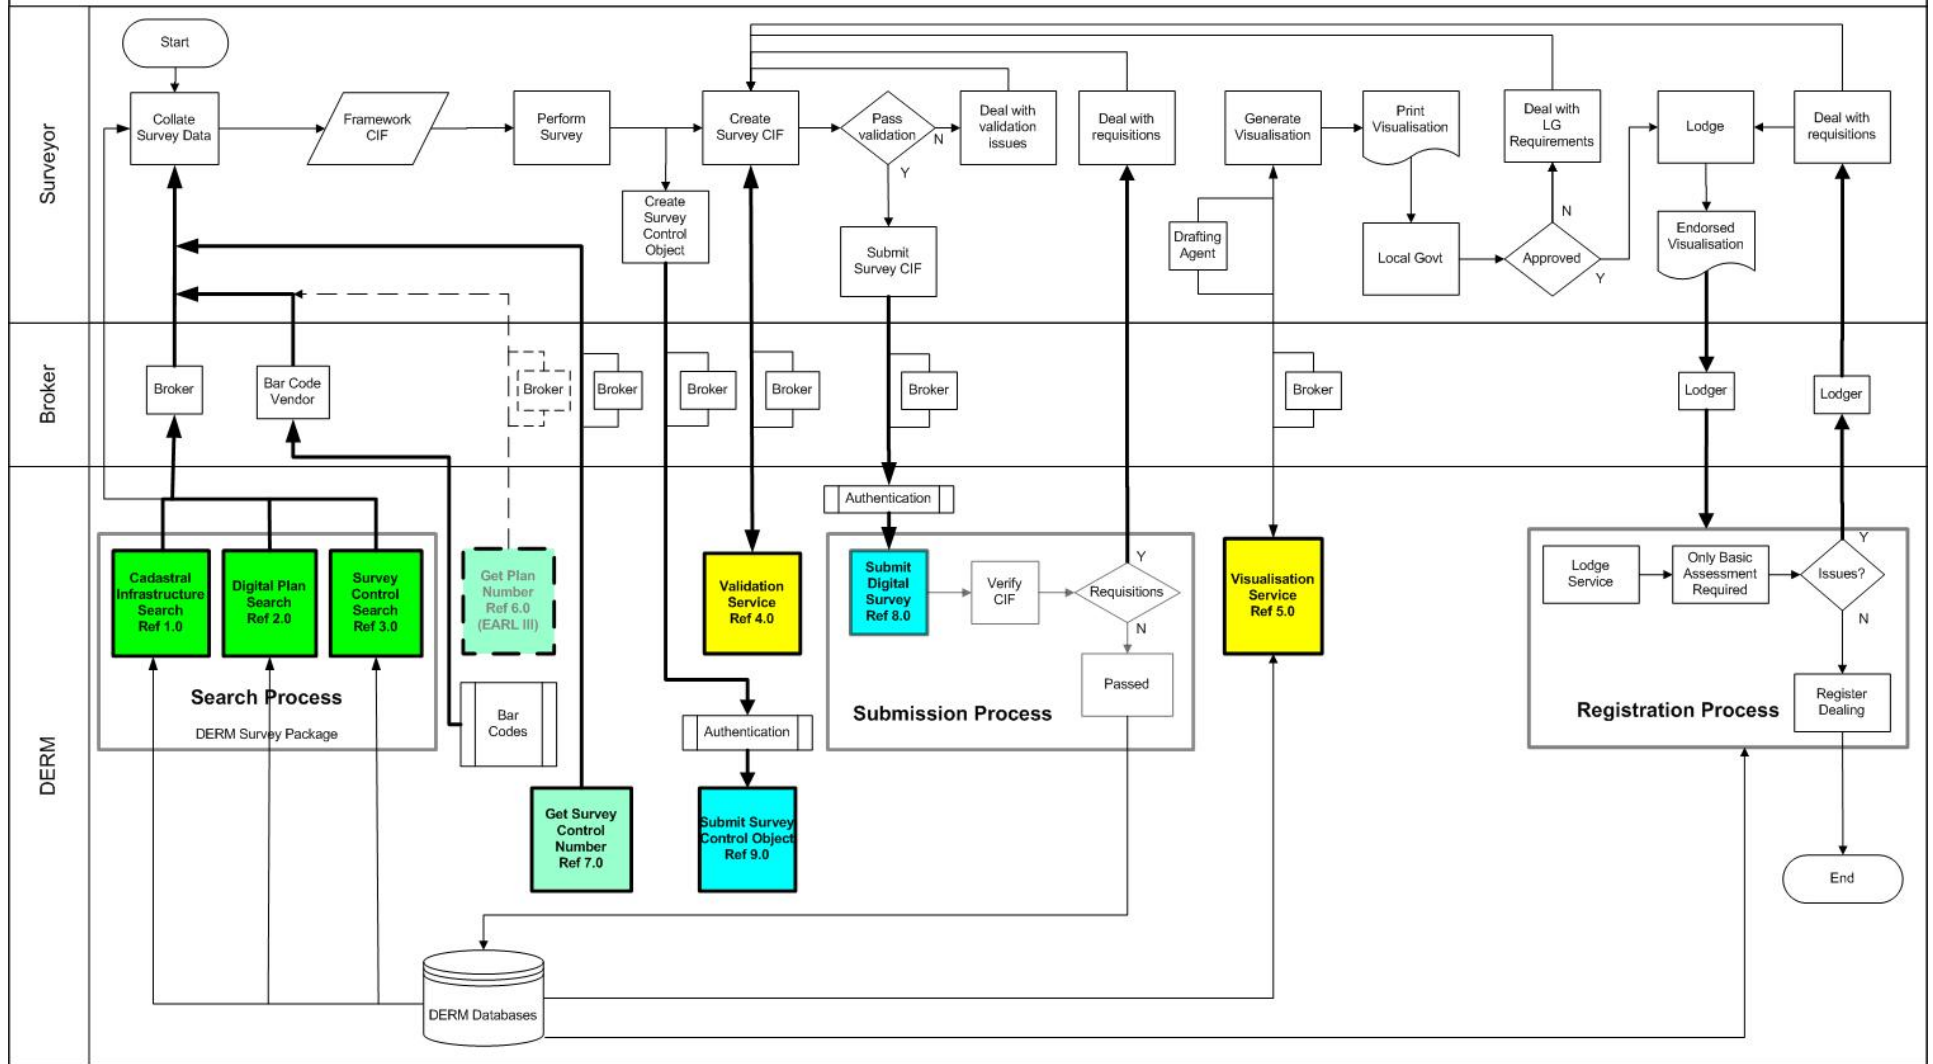 Surveyor
Start
Collate
Survey Data
Framework
CIF
Perform
Survey
Create
Survey CIF
Pass
validation
N
Y
Deal with
validation
issues
Deal with
requisitions
Generate
Visualisation
Print
Visualisation
Deal with
LG
Requirements
Lodge
Deal with
requisitions
Create
Survey
Control
Object
Submit
Survey CIF
Drafting
Agent
Local Govt
Approved
N
Y
Endorsed
Visualisation
Broker
Broker
Bar Code
Vendor
Broker
Broker
Broker
Broker
Broker
Broker
Lodger
Lodger
DERM
Authentication
Cadastral
Infrastructure
Search
Ref 1.0
Digital Plan
Search
Ref 2.0
Survey
Control
Search
Ref 3.0
Search Process
DERM Survey Package
Get Plan
Number
Ref 6.0
(EARL III)
Bar
Codes
Get Survey
Control
Number
Ref 7.0
Validation
Service
Ref 4.0
Authentication
Submit Survey
Control Object
Ref 9.0
Submit
Digital
Survey
Ref 8.0
Verify
CIF
Requisitions
Y
N
Passed
Submission Process
Visualisation
Service
Ref 5.0
Lodge
Service
Only Basic
Assessment
Required
Issues?
Y
N
Register
Dealing
Registration Process
End
DERM Databases